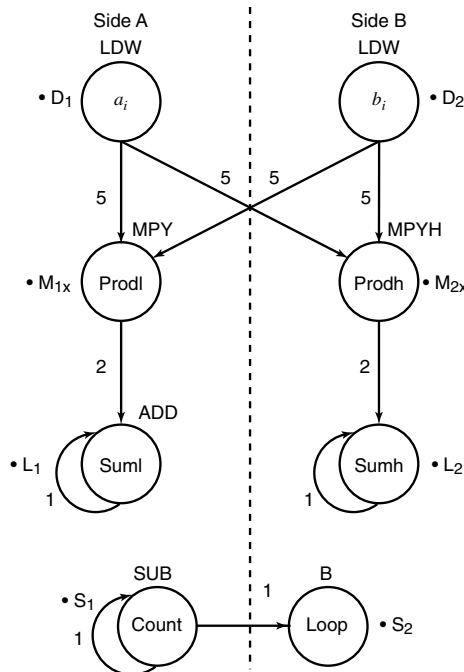 Side A
Side B
LDW
LDW
• D1
ai
bi
• D2
5
5
5
5
MPY
MPYH
• M1x
Prodl
Prodh
• M2x
2
2
ADD
• L1
Suml
Sumh
• L2
1
1
SUB
B
• S1
1
1
Count
Loop
• S2